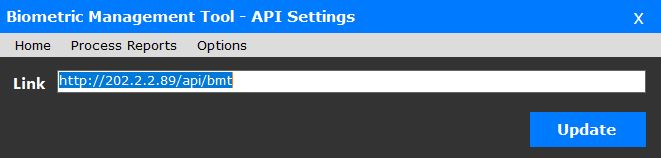 Biometric Management Tool - API Settings x
Home Process Reports Options
Link http://202.2.2.89/api/bmt
Update